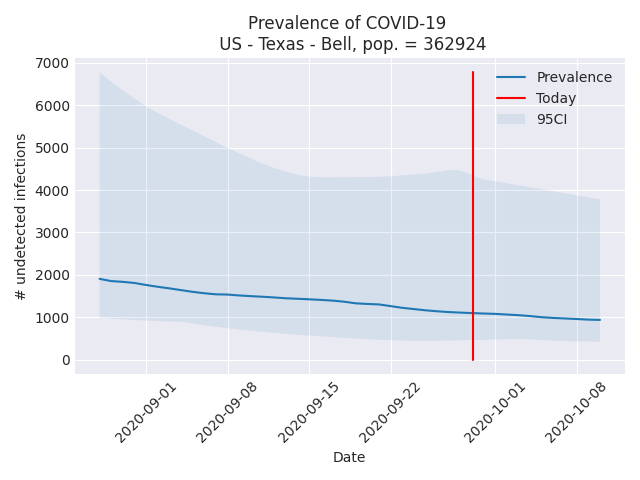 Prevalence of COVID-19
US - Texas - Bell, pop. = 362924
7000
6000
5000
4000
3000
2000
1000
0
# undetected infections
Prevalence
Today
95CI
2020-09-01
2020-09-08
2020-09-15
2020-09-22
2020-10-01
2020-10-08
Date